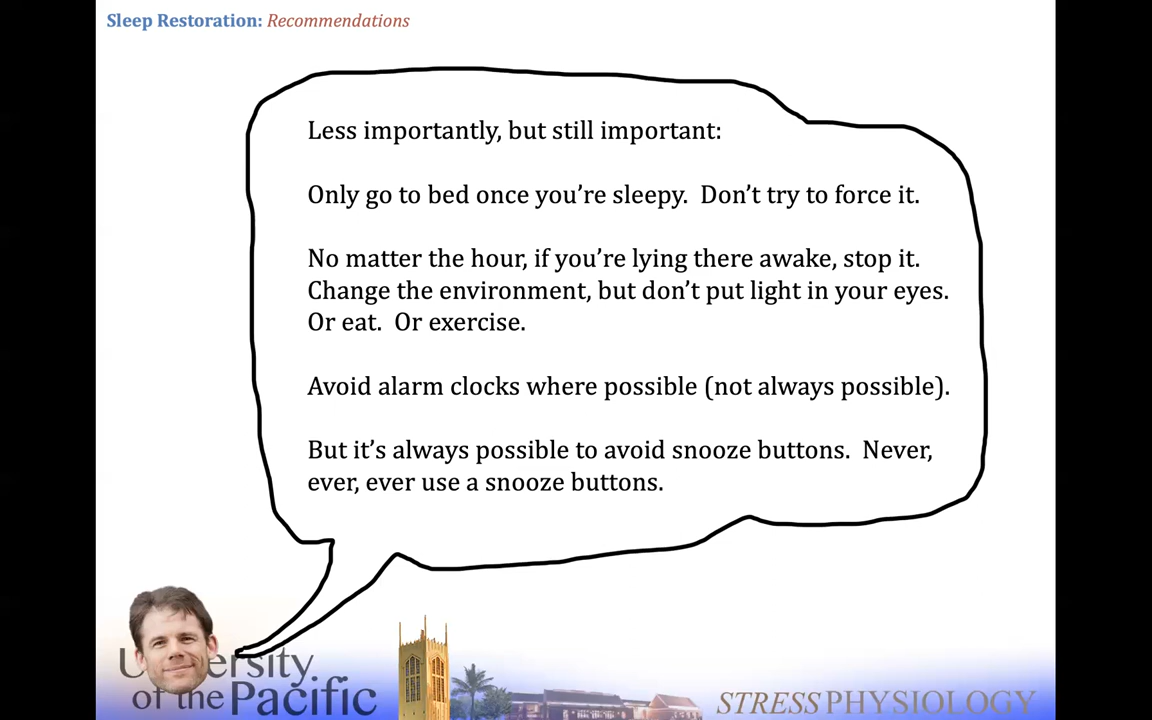 Sleep Restoration: Recommendations
Less importantly, but still important:
Only go to bed once you're sleepy.  Don't try to force it.
No matter the hour, if you're lying there awake, stop it.
Change the environment, but don't put light in your eyes.
Or eat.  Or exercise.
Avoid alarm clocks where possible (not always possible).
But it's always possible to avoid snooze buttons.  Never,
ever, ever use a snooze buttons.
U ersity
of the Pacific
STRESSPHYSIOLOGY